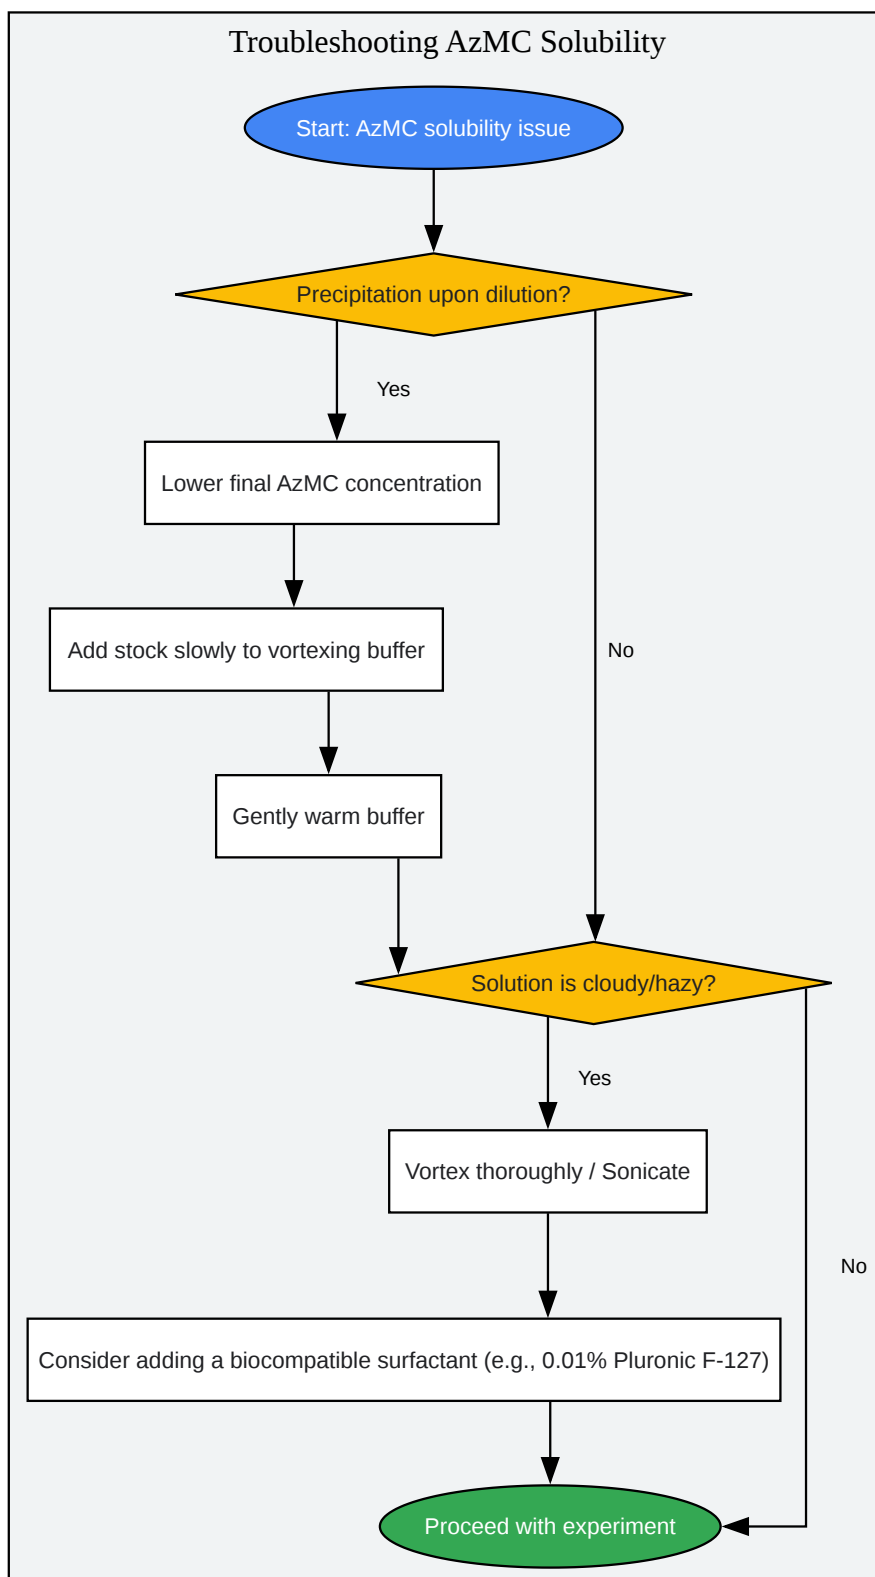 Troubleshooting AzMC Solubility
Start: AzMC solubility issue
Precipitation upon dilution?
Yes
Lower final AzMC concentration
Add stock slowly to vortexing buffer
No
Gently warm buffer
Solution is cloudy/hazy?
Yes
Vortex thoroughly / Sonicate
No
Consider adding a biocompatible surfactant (e.g., 0.01% Pluronic F-127)
Proceed with experiment